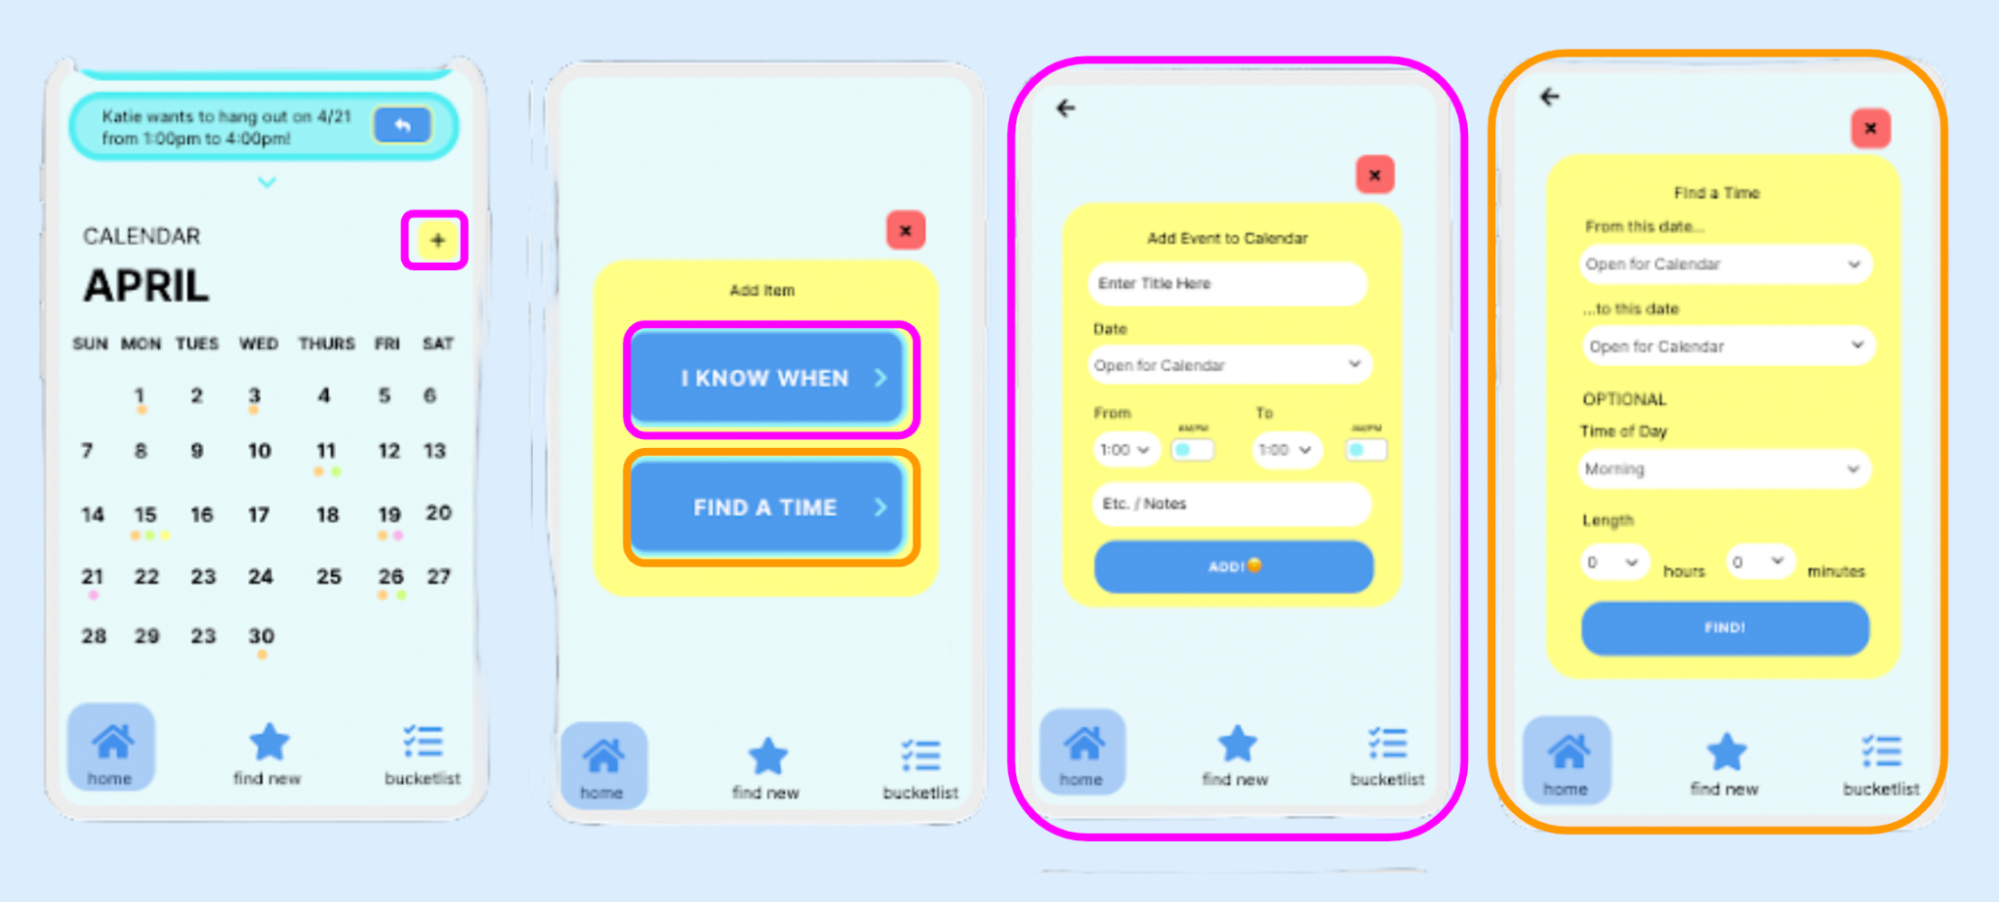 Katie wants to hang out on 4/21
from 1:00pm to 4:00pm!
CALENDAR
+
APRIL
SUN MON TUES WED THURS FRI SAT
1 2 3 4 5 6
7 8 9 10 11 12 13
14 15 16 17 18 19 20
21 22 23 24 25 26 27
28 29 23 30
home find new bucketlist
x
Add Item
I KNOW WHEN >
FIND A TIME >
home find new bucketlist
x
Add Event to Calendar
Enter Title Here
Date
Open for Calendar
From To
AM/PM AM/PM
1:00 1:00
Etc. / Notes
ADD!
home find new bucketlist
x
Find a Time
From this date...
Open for Calendar
...to this date
Open for Calendar
OPTIONAL
Time of Day
Morning
Length
0 hours 0 minutes
FIND!
home find new bucketlist